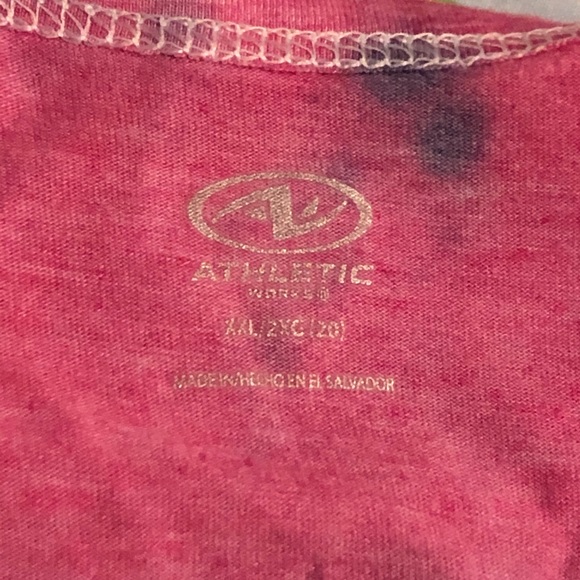 AW
ATHLETIC
WORKS®
XXL/2XG (20)
MADE IN/HECHO EN EL SALVADOR